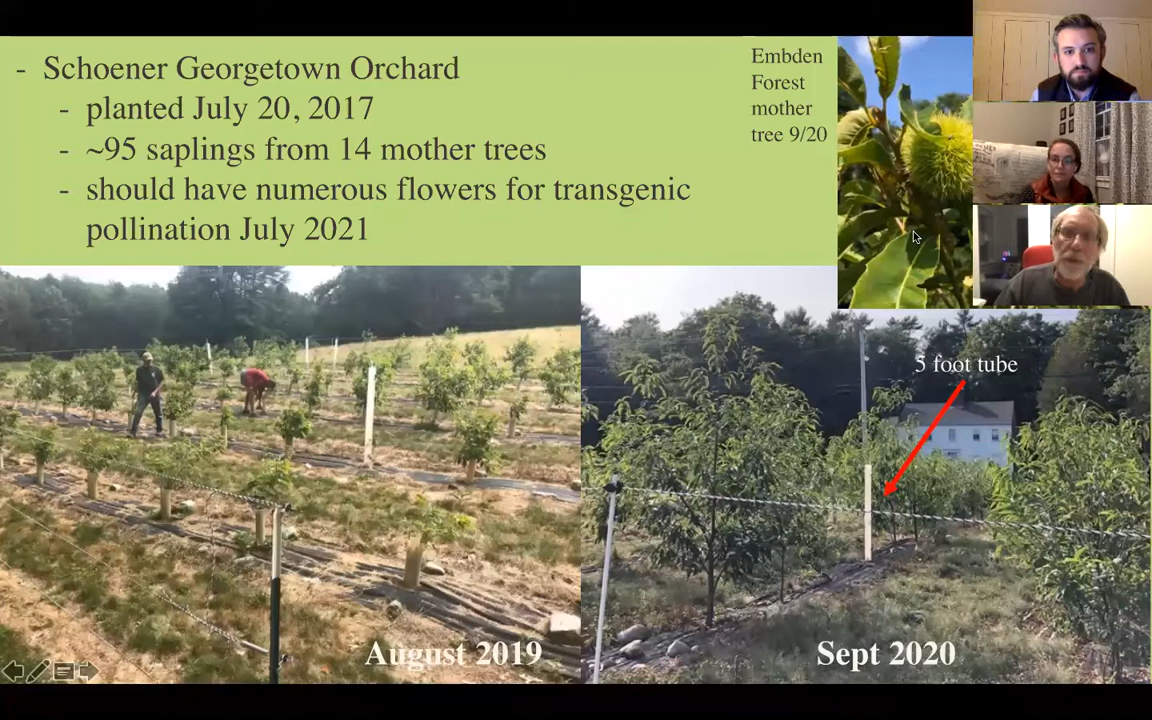 - Schoener Georgetown Orchard
- planted July 20, 2017
- ~95 saplings from 14 mother trees
- should have numerous flowers for transgenic
pollination July 2021
Embden
Forest
mother
tree 9/20
5 foot tube
August 2019
Sept 2020